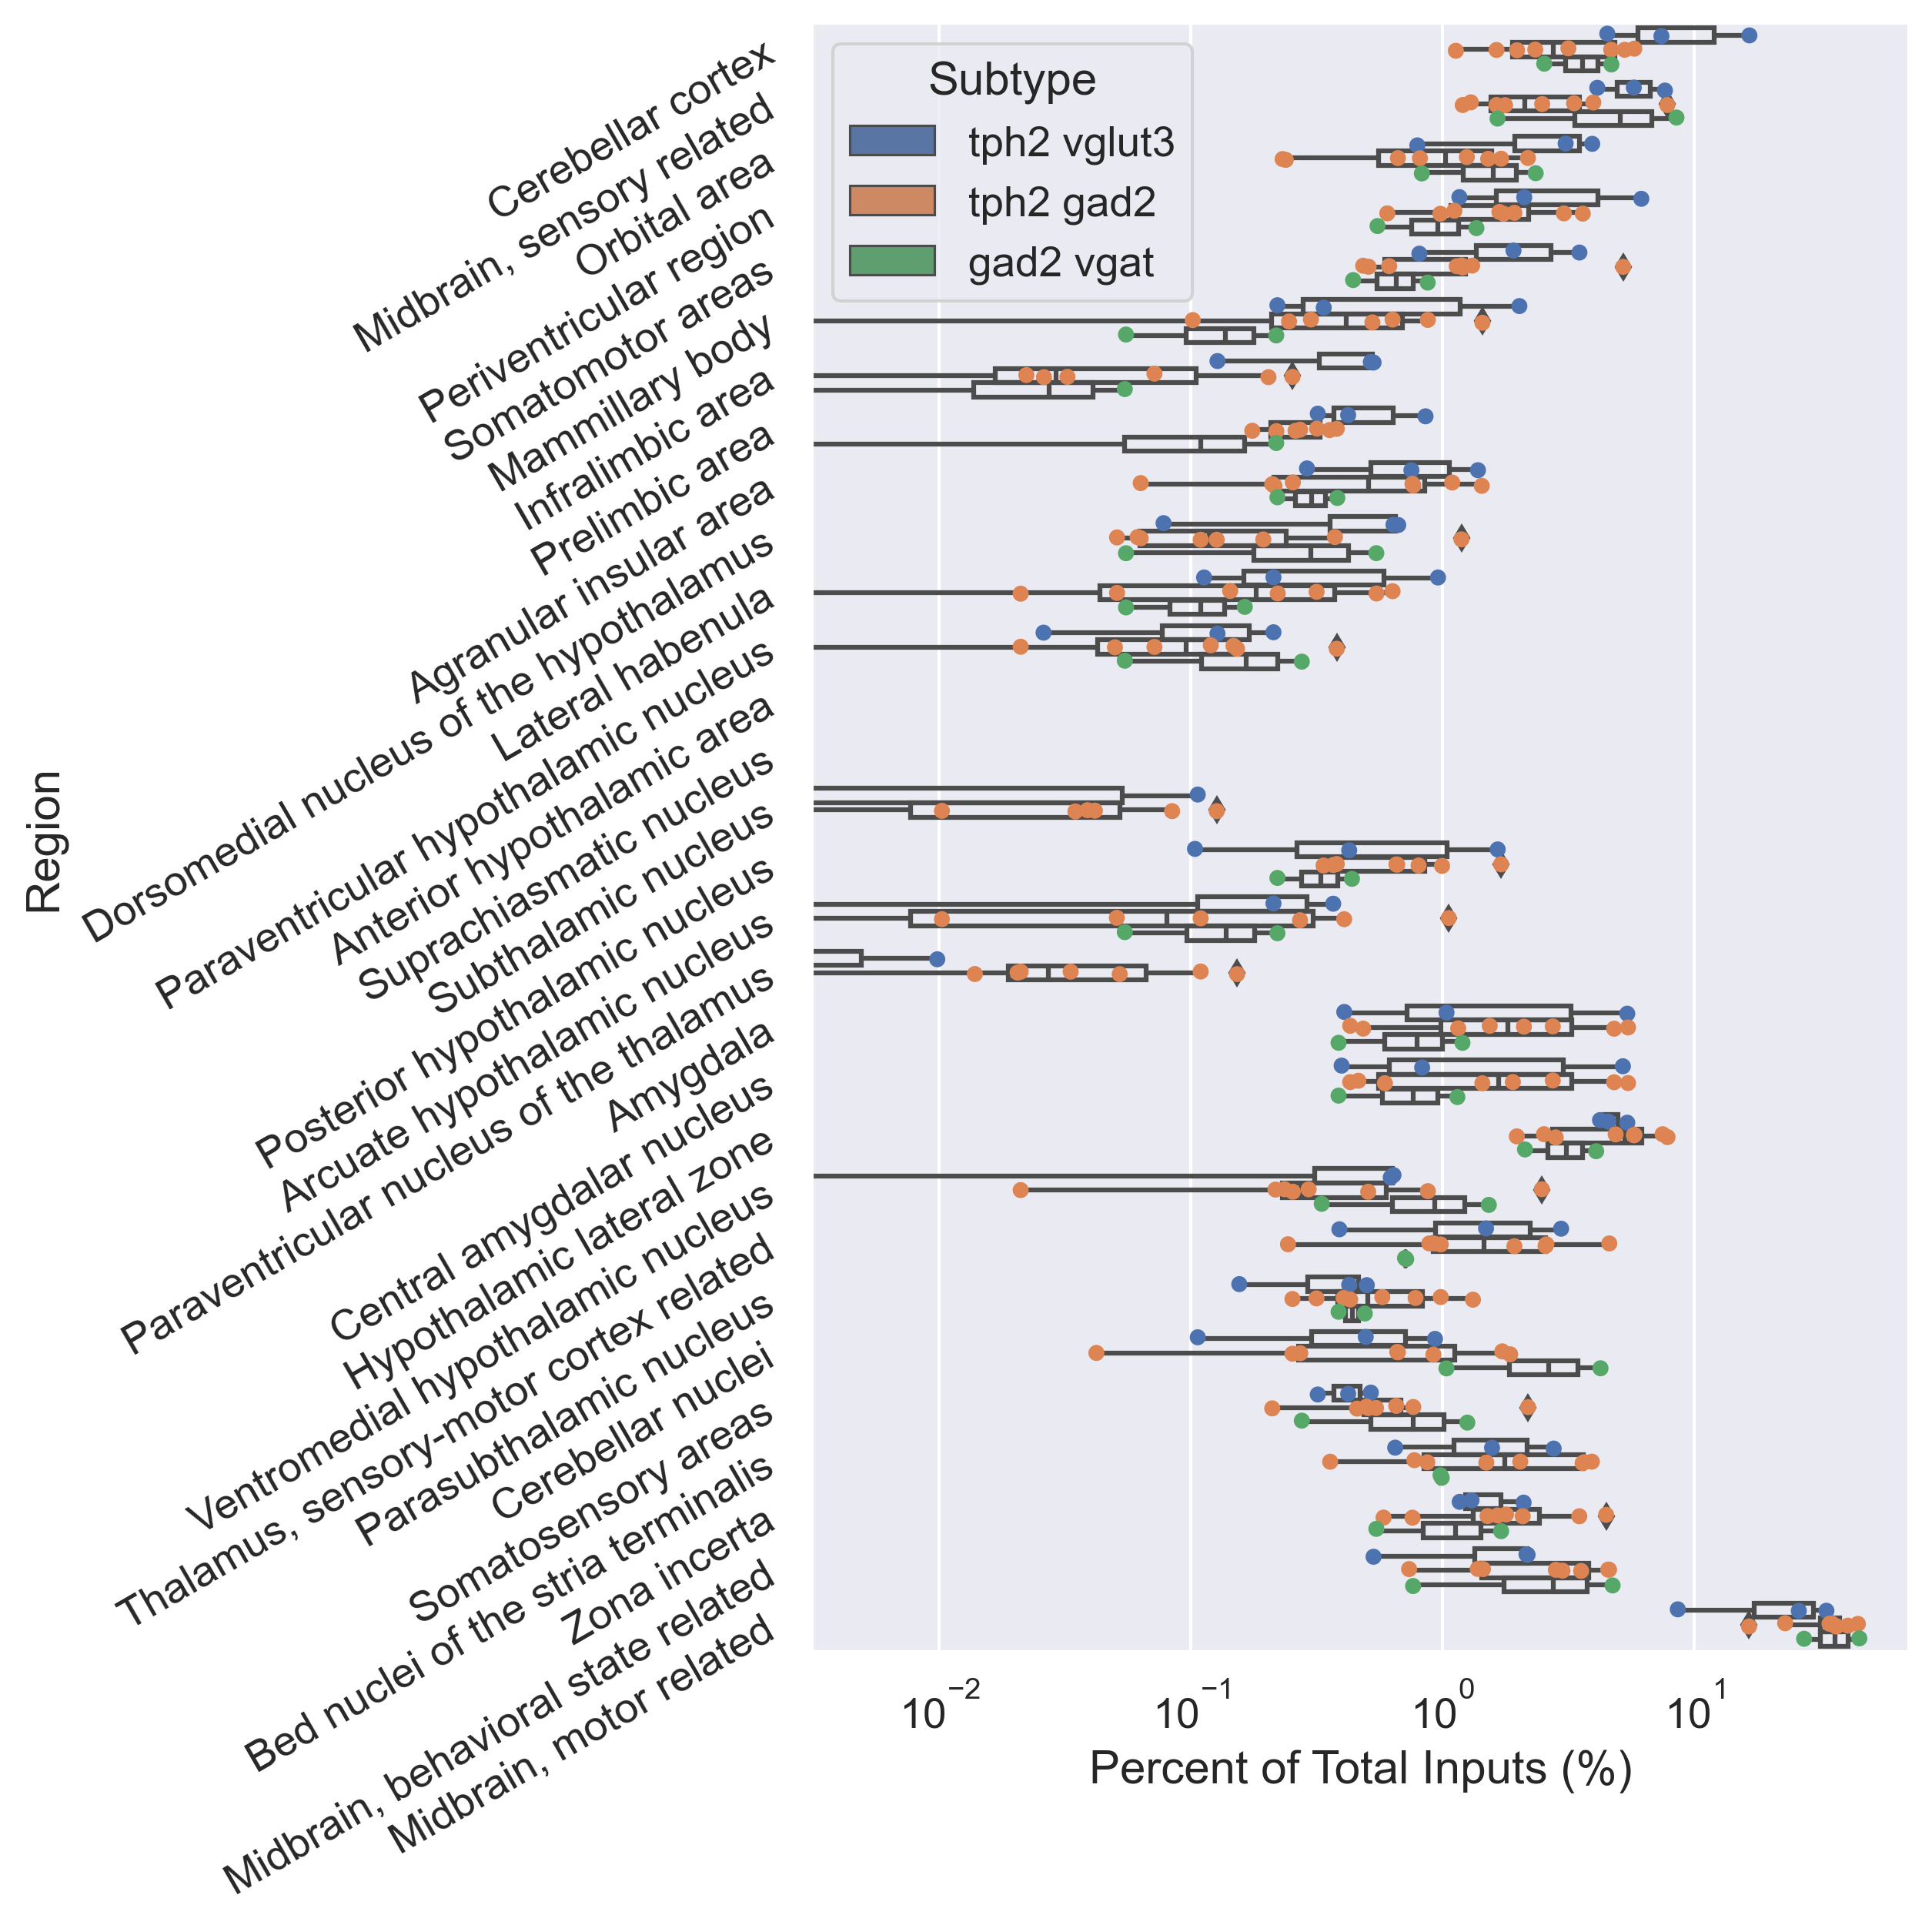 Subtype
tph2 vglut3
tph2 gad2
gad2 vgat
Region
Cerebellar cortex
Midbrain, sensory related
Orbital area
Periventricular region
Somatomotor areas
Mammillary body
Infralimbic area
Prelimbic area
Agranular insular area
Dorsomedial nucleus of the hypothalamus
Lateral habenula
Paraventricular hypothalamic nucleus
Anterior hypothalamic area
Suprachiasmatic nucleus
Subthalamic nucleus
Posterior hypothalamic nucleus
Arcuate hypothalamic nucleus
Paraventricular nucleus of the thalamus
Amygdala
Central amygdalar nucleus
Hypothalamic lateral zone
Ventromedial hypothalamic nucleus
Thalamus, sensory-motor cortex related
Parasubthalamic nucleus
Cerebellar nuclei
Somatosensory areas
Bed nuclei of the stria terminalis
Zona incerta
Midbrain, behavioral state related
Midbrain, motor related
10⁻² 10⁻¹ 10⁰ 10¹
Percent of Total Inputs (%)